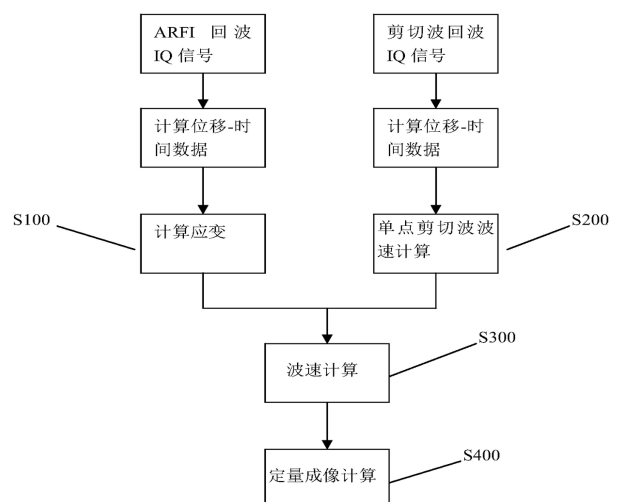 ARFI 回波
IQ 信号
剪切波回波
IQ 信号
计算位移-时
间数据
计算位移-时
间数据
S100
计算应变
单点剪切波波
速计算
S200
波速计算
S300
定量成像计算
S400